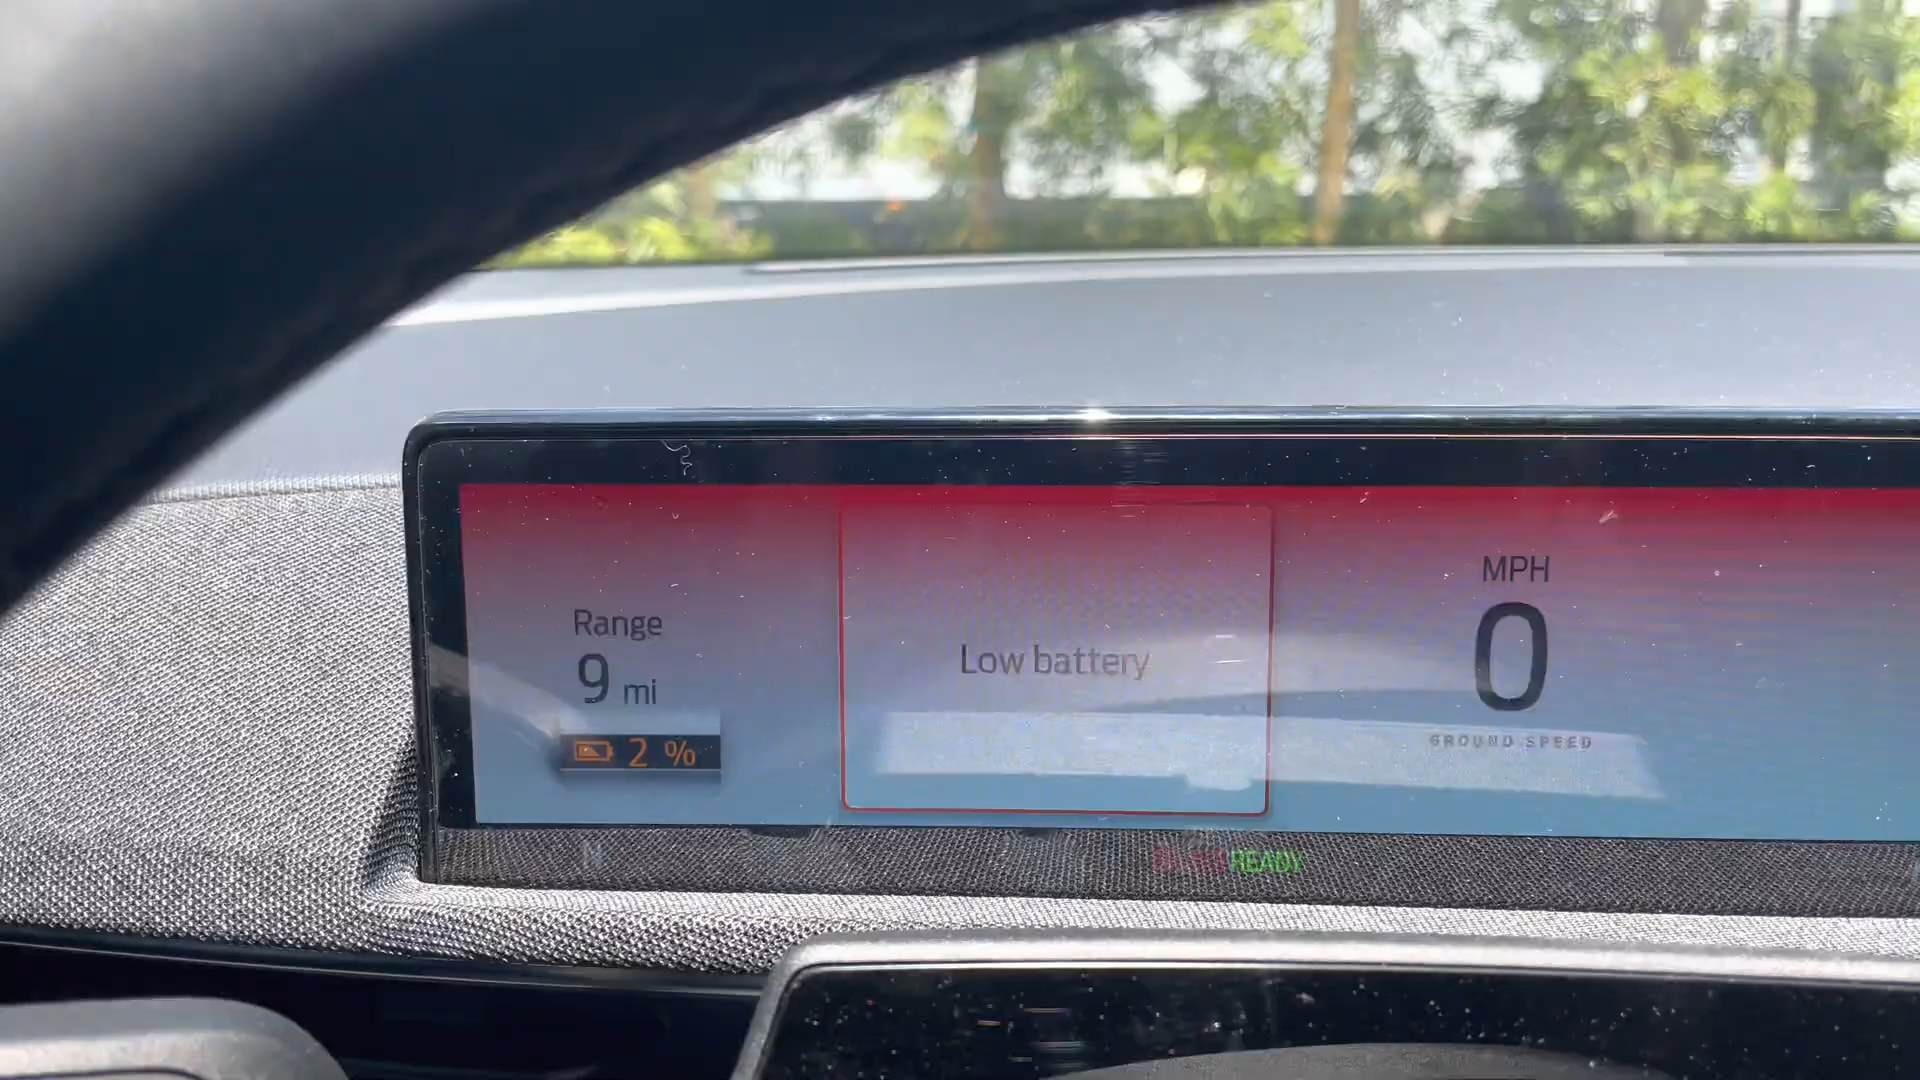 Range
9 mi
2 %
Low battery
MPH
0
GROUND SPEED
READY